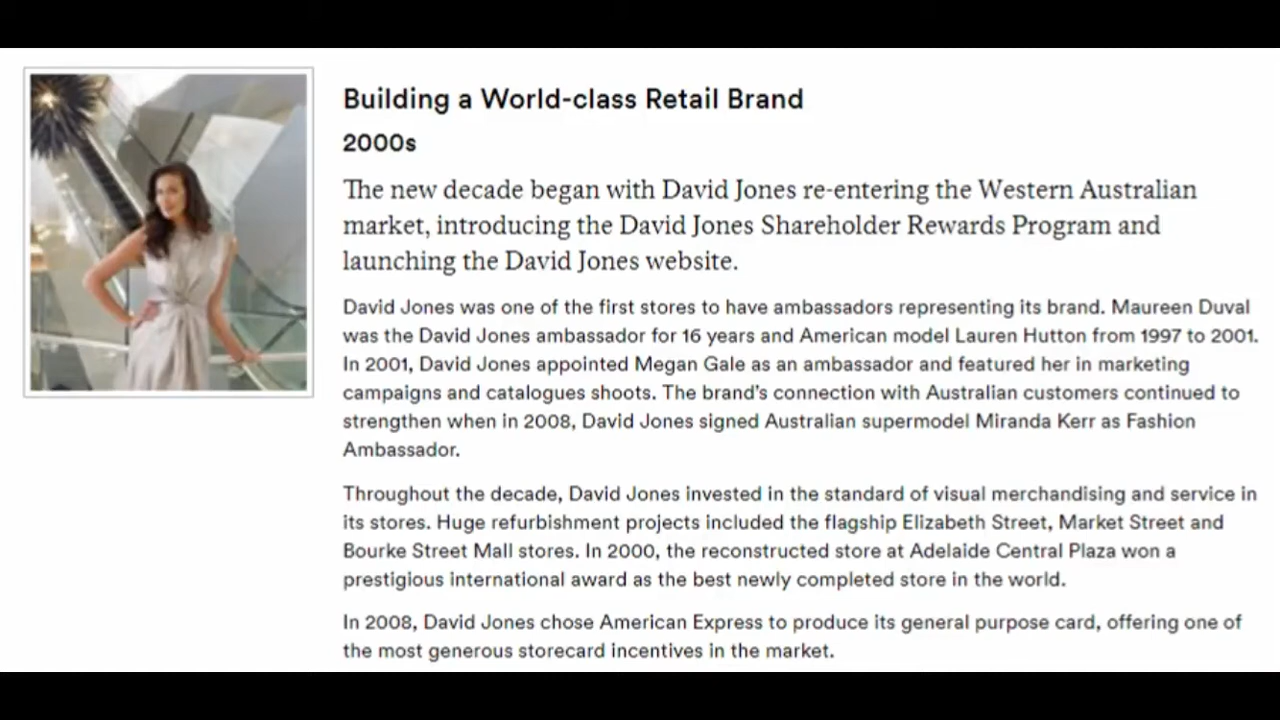 Building a World-class Retail Brand
2000s
The new decade began with David Jones re-entering the Western Australian
market, introducing the David Jones Shareholder Rewards Program and
launching the David Jones website.
David Jones was one of the first stores to have ambassadors representing its brand. Maureen Duval
was the David Jones ambassador for 16 years and American model Lauren Hutton from 1997 to 2001.
In 2001, David Jones appointed Megan Gale as an ambassador and featured her in marketing
campaigns and catalogues shoots. The brand's connection with Australian customers continued to
strengthen when in 2008, David Jones signed Australian supermodel Miranda Kerr as Fashion
Ambassador.
Throughout the decade, David Jones invested in the standard of visual merchandising and service in
its stores. Huge refurbishment projects included the flagship Elizabeth Street, Market Street and
Bourke Street Mall stores. In 2000, the reconstructed store at Adelaide Central Plaza won a
prestigious international award as the best newly completed store in the world.
In 2008, David Jones chose American Express to produce its general purpose card, offering one of
the most generous storecard incentives in the market.